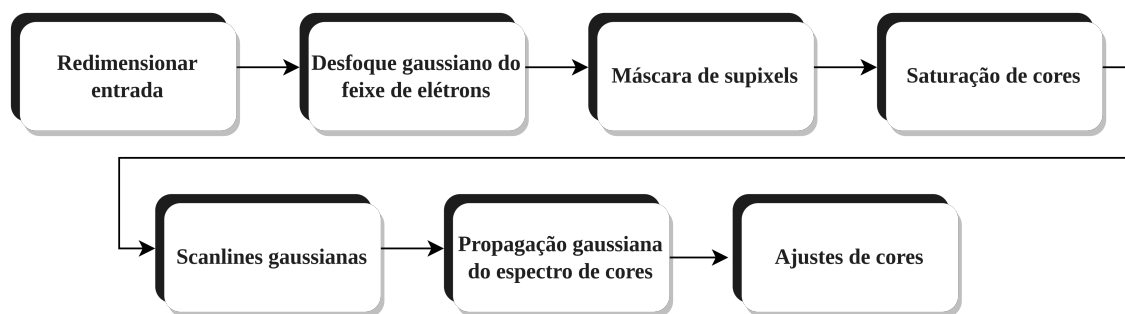 Redimensionar
entrada
Desfoque gaussiano do
feixe de elétrons
Máscara de supixels
Saturação de cores
Scanlines gaussianas
Propagação gaussiana
do espectro de cores
Ajustes de cores